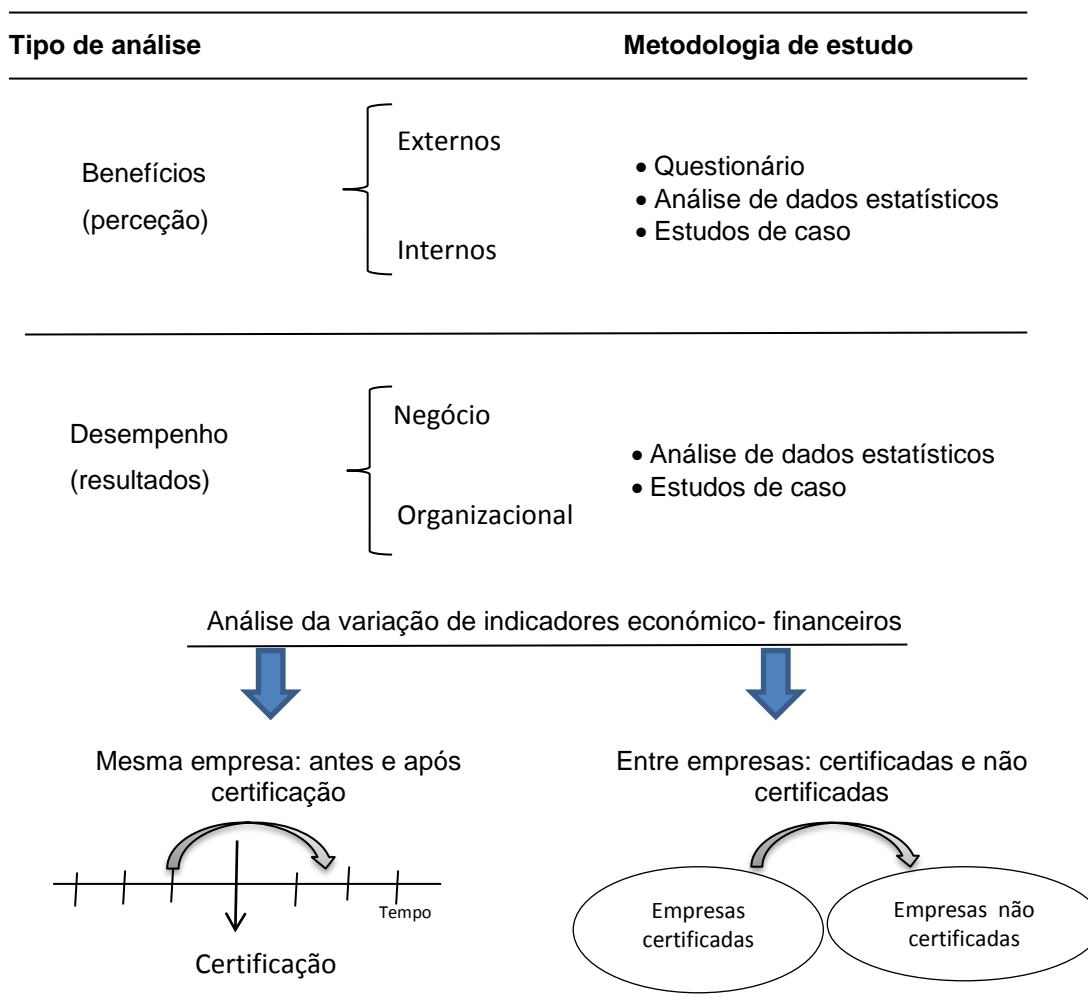 Tipo de análise Metodologia de estudo
Benefícios
(perceção)
Externos
Internos
• Questionário
• Análise de dados estatísticos
• Estudos de caso
Desempenho
(resultados)
Negócio
Organizacional
• Análise de dados estatísticos
• Estudos de caso
Análise da variação de indicadores económico- financeiros
Mesma empresa: antes e após
certificação
Tempo
Certificação
Entre empresas: certificadas e não
certificadas
Empresas
certificadas
Empresas não
certificadas